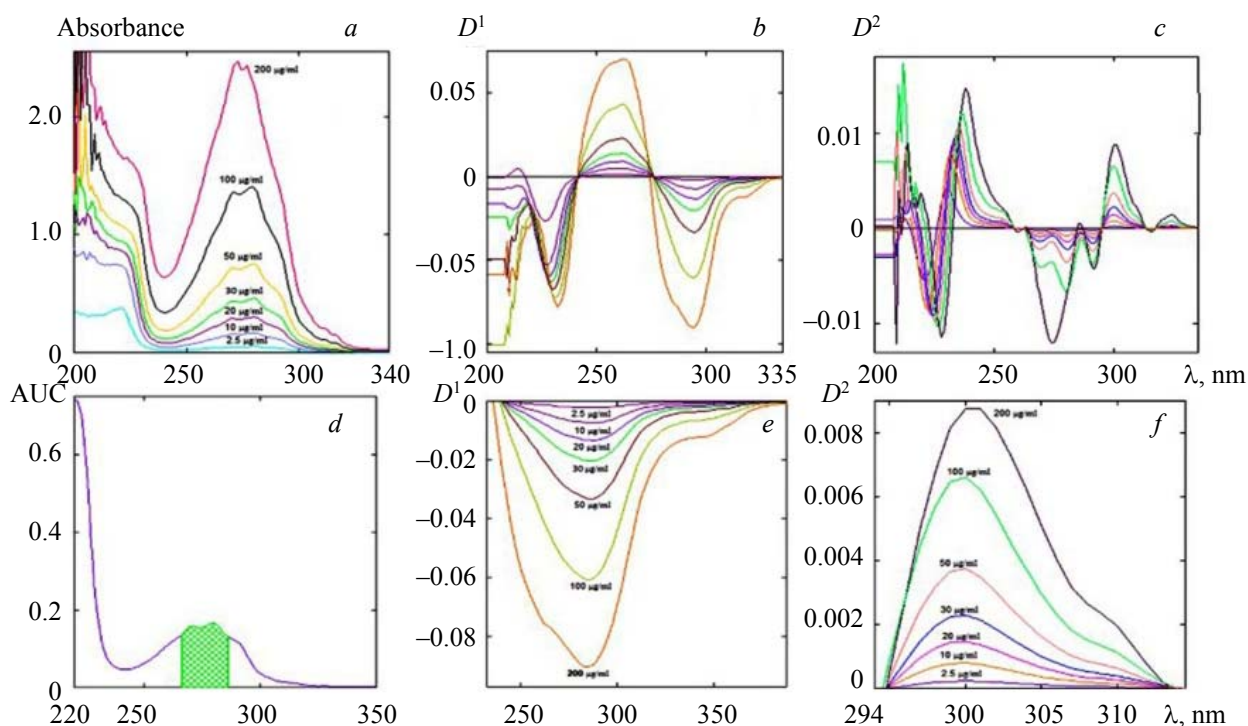 Absorbance a
2.0
1.0
0
200 250 300 340
200 µg/ml
100 µg/ml
50 µg/ml
30 µg/ml
20 µg/ml
10 µg/ml
2.5 µg/ml
D¹ b
0.05
0
−0.05
−1.0
200 250 300 335
D² c
0.01
0
−0.01
200 250 300 λ, nm
AUC d
0.6
0.4
0.2
0
220 250 300 350
D¹ e
0
−0.02
−0.04
−0.06
−0.08
250 300 350
2.5 µg/ml
10 µg/ml
20 µg/ml
30 µg/ml
50 µg/ml
100 µg/ml
200 µg/ml
D² f
0.008
0.006
0.004
0.002
0
294 300 305 310 λ, nm
200 µg/ml
100 µg/ml
50 µg/ml
30 µg/ml
20 µg/ml
10 µg/ml
2.5 µg/ml